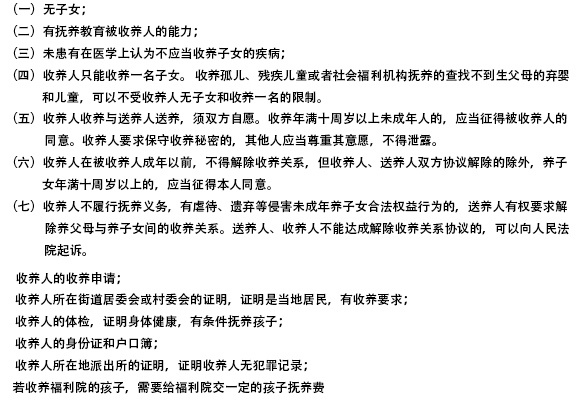 （一）无子女；
（二）有抚养教育被收养人的能力；
（三）未患有在医学上认为不应当收养子女的疾病；
（四）收养人只能收养一名子女。 收养孤儿、残疾儿童或者社会福利机构抚养的查找不到生父母的弃婴
和儿童，可以不受收养人无子女和收养一名的限制。
（五）收养人收养与送养人送养，须双方自愿。收养年满十周岁以上未成年人的，应当征得被收养人的
同意。收养人要求保守收养秘密的，其他人应当尊重其意愿，不得泄露。
（六）收养人在被收养人成年以前，不得解除收养关系，但收养人、送养人双方协议解除的除外，养子
女年满十周岁以上的，应当征得本人同意。
（七）收养人不履行抚养义务，有虐待、遗弃等侵害未成年养子女合法权益行为的，送养人有权要求解
除养父母与养子女间的收养关系。送养人、收养人不能达成解除收养关系协议的，可以向人民法
院起诉。
收养人的收养申请；
收养人所在街道居委会或村委会的证明，证明是当地居民，有收养要求；
收养人的体检，证明身体健康，有条件抚养孩子；
收养人的身份证和户口簿；
收养人所在地派出所的证明，证明收养人无犯罪记录；
若收养福利院的孩子，需要给福利院交一定的孩子抚养费